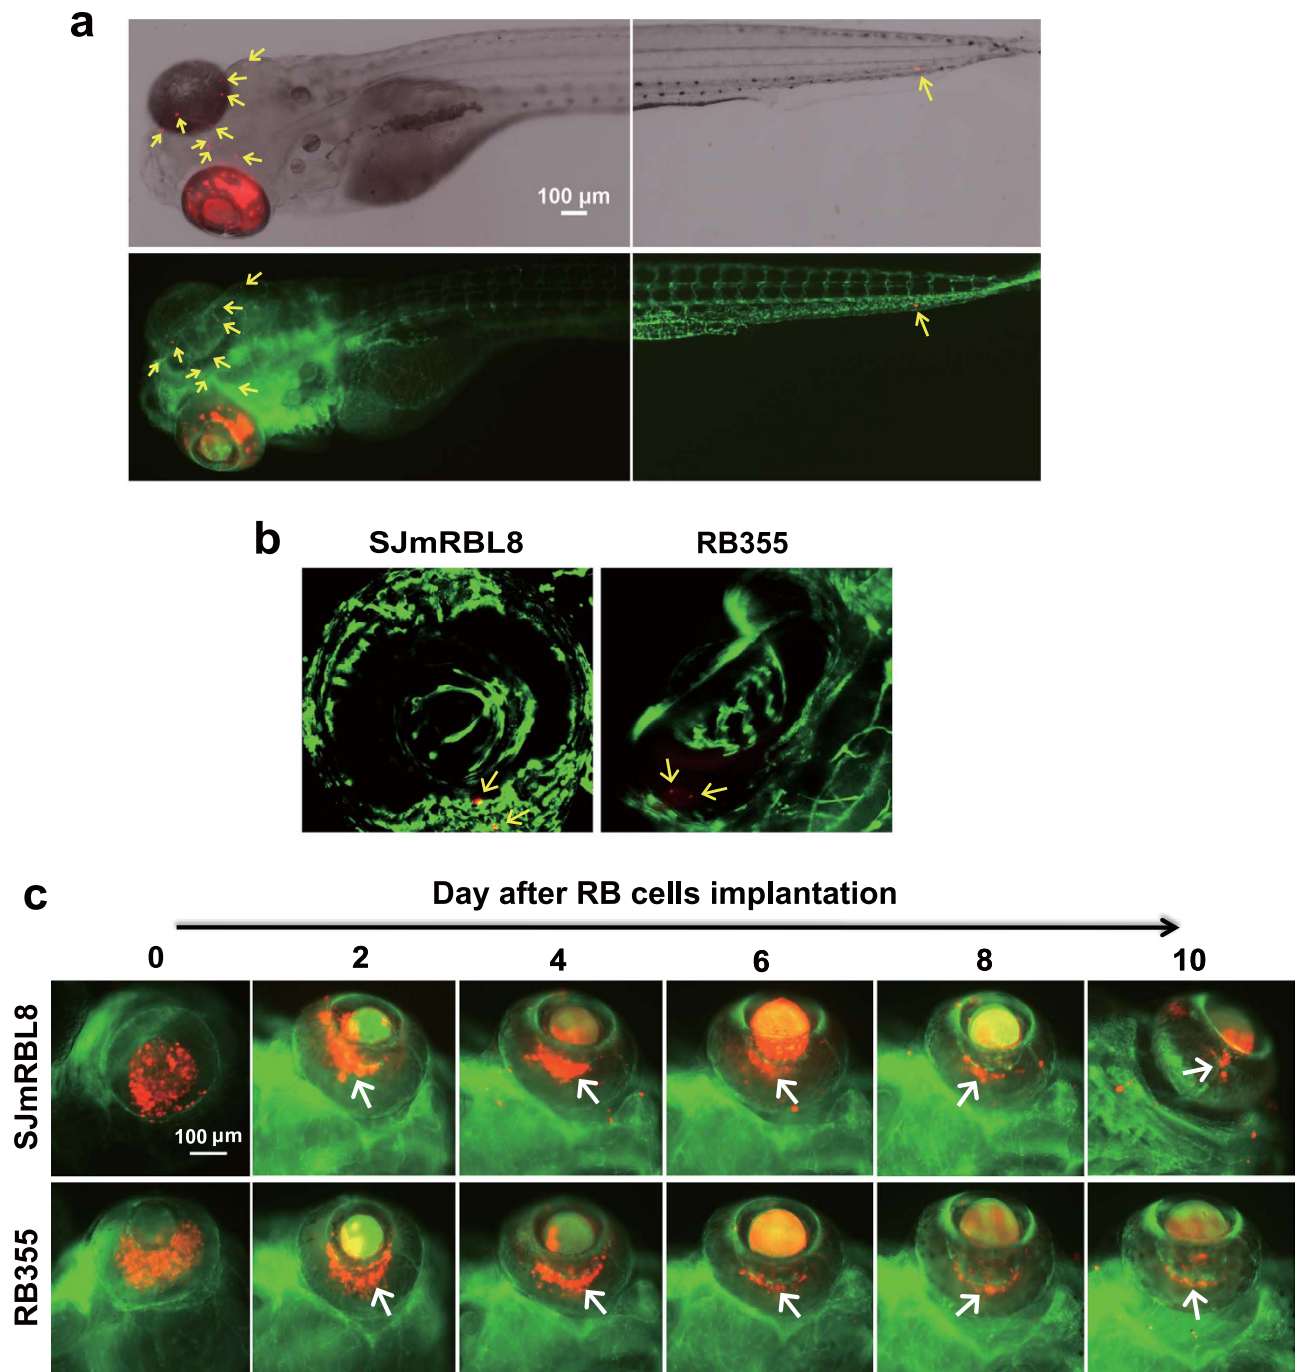 a
100 µm
b
SJmRBL8 RB355
c
Day after RB cells implantation
0 2 4 6 8 10
SJmRBL8
100 µm
RB355